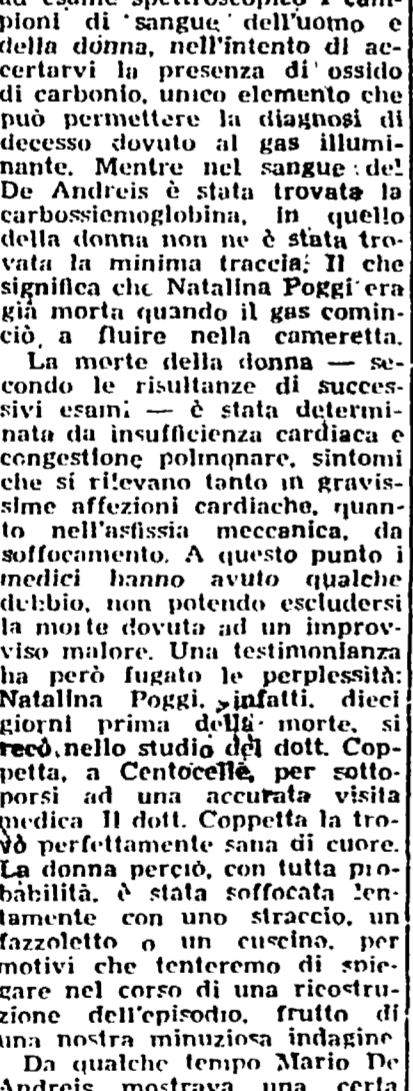 ad esame spettroscopico i cam-
pioni di sangue dell'uomo e
della donna, nell'intento di ac-
certarvi la presenza di ossido
di carbonio, unico elemento che
può permettere la diagnosi di
decesso dovuto al gas illumi-
nante. Mentre nel sangue del
De Andreis è stata trovata la
carbossiemoglobina, in quello
della donna non ne è stata tro-
vata la minima traccia: Il che
significa che Natalina Poggi era
già morta quando il gas comin-
ciò a fluire nella cameretta.
La morte della donna — se-
condo le risultanze di succes-
sivi esami — è stata determi-
nata da insufficienza cardiaca e
congestione polmonare, sintomi
che si rilevano tanto in gravis-
sime affezioni cardiache, quan-
to nell'asfissia meccanica, da
soffocamento. A questo punto i
medici hanno avuto qualche
dubbio, non potendo escludersi
la morte dovuta ad un improv-
viso malore. Una testimonianza
ha però fugato le perplessità:
Natalina Poggi, infatti, dieci
giorni prima della morte, si
recò nello studio del dott. Cop-
petta, a Centocelle, per sotto-
porsi ad una accurata visita
medica Il dott. Coppetta la tro-
vò perfettamente sana di cuore.
La donna perciò, con tutta pro-
babilità, è stata soffocata len-
tamente con uno straccio, un
fazzoletto o un cuscino, per
motivi che tenteremo di spie-
gare nel corso di una ricostru-
zione dell'episodio, frutto di
una nostra minuziosa indagine
Da qualche tempo Mario De
Andreis mostrava una certa